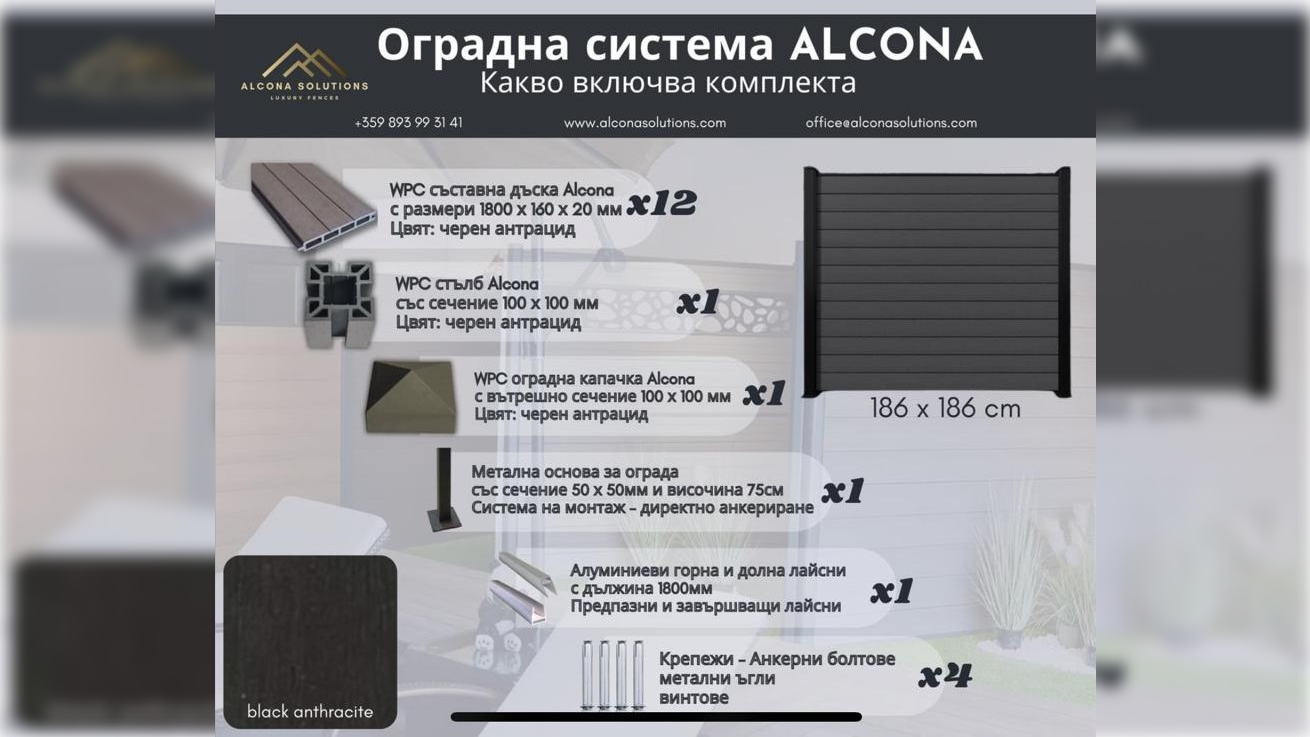 Оградна система ALCONA
Какво включва комплекта
ALCONA SOLUTIONS
LUXURY FENCES
+359 893 99 31 41
www.alconasolutions.com
office@alconasolutions.com
WPC съставна дъска Alcona
с размери 1800 x 160 x 20 мм
Цвят: черен антрацид
x12
WPC стълб Alcona
със сечение 100 x 100 мм
Цвят: черен антрацид
x1
WPC оградна капачка Alcona
с вътрешно сечение 100 x 100 мм
Цвят: черен антрацид
x1
186 x 186 cm
Метална основа за ограда
със сечение 50 x 50мм и височина 75см
Система на монтаж - директно анкериране
x1
Алуминиеви горна и долна лайсни
с дължина 1800мм
Предпазни и завършващи лайсни
x1
Крепежи - Анкерни болтове
метални ъгли
винтове
x4
black anthracite